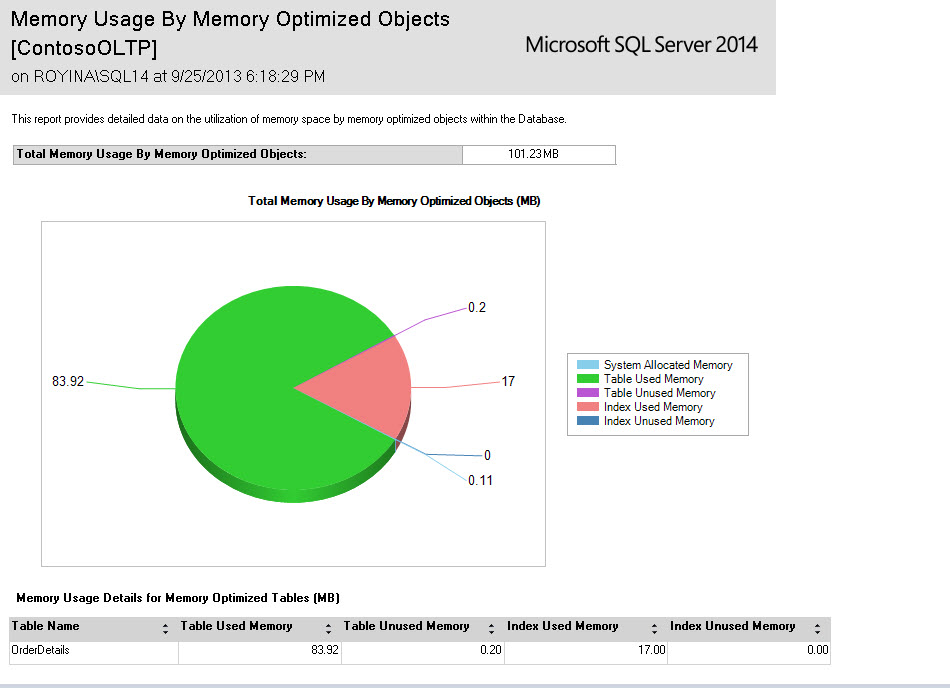 Memory Usage By Memory Optimized Objects
[ContosoOLTP]
Microsoft SQL Server 2014
on ROYINA\SQL14 at 9/25/2013 6:18:29 PM
This report provides detailed data on the utilization of memory space by memory optimized objects within the Database.
Total Memory Usage By Memory Optimized Objects: 101.23MB
Total Memory Usage By Memory Optimized Objects (MB)
0.2
83.92
17
0
0.11
System Allocated Memory
Table Used Memory
Table Unused Memory
Index Used Memory
Index Unused Memory
Memory Usage Details for Memory Optimized Tables (MB)
Table Name Table Used Memory Table Unused Memory Index Used Memory Index Unused Memory
OrderDetails 83.92 0.20 17.00 0.00